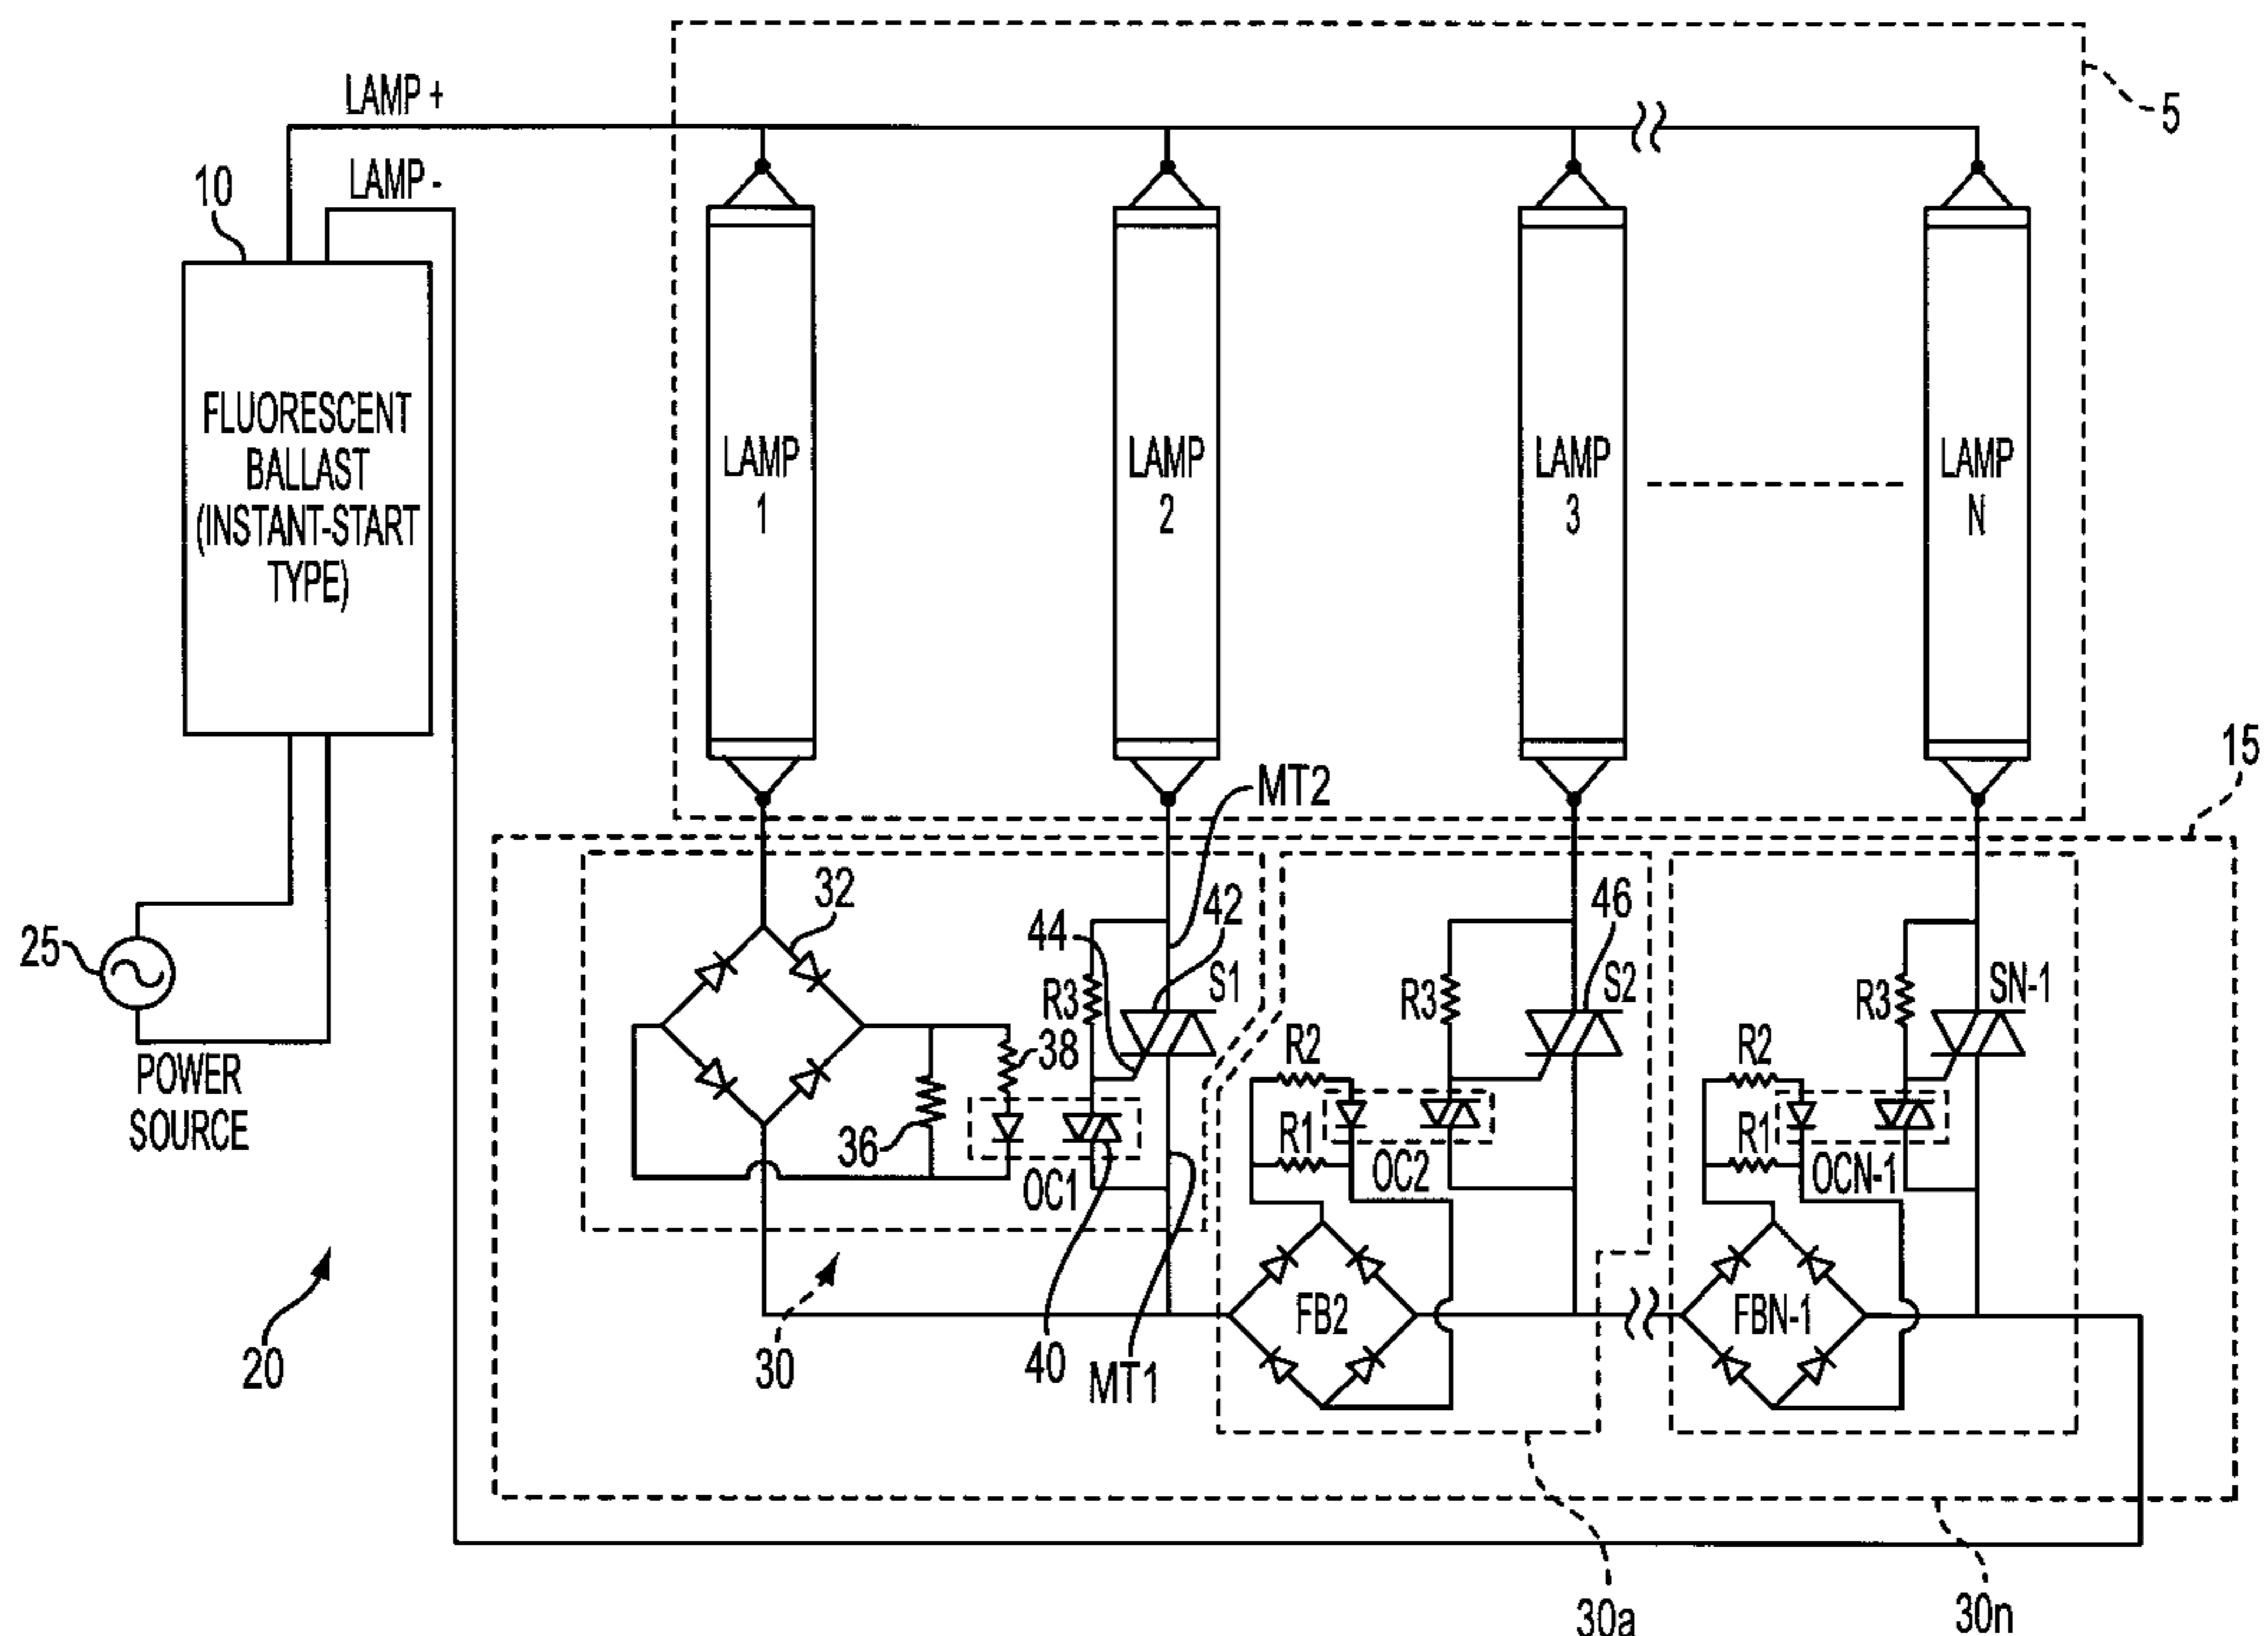 LAMP +
5
LAMP -
10
FLUORESCENT
BALLAST
(INSTANT-START
TYPE)
LAMP
1
LAMP
2
LAMP
3
LAMP
N
15
MT2
32
42
44
46
25
R3
S1
R3
S2
R3
SN-1
38
R2
R2
POWER
SOURCE
36
R1
R1
OC1
OC2
OCN-1
FB2
FBN-1
20
30
40
MT1
30a
30n